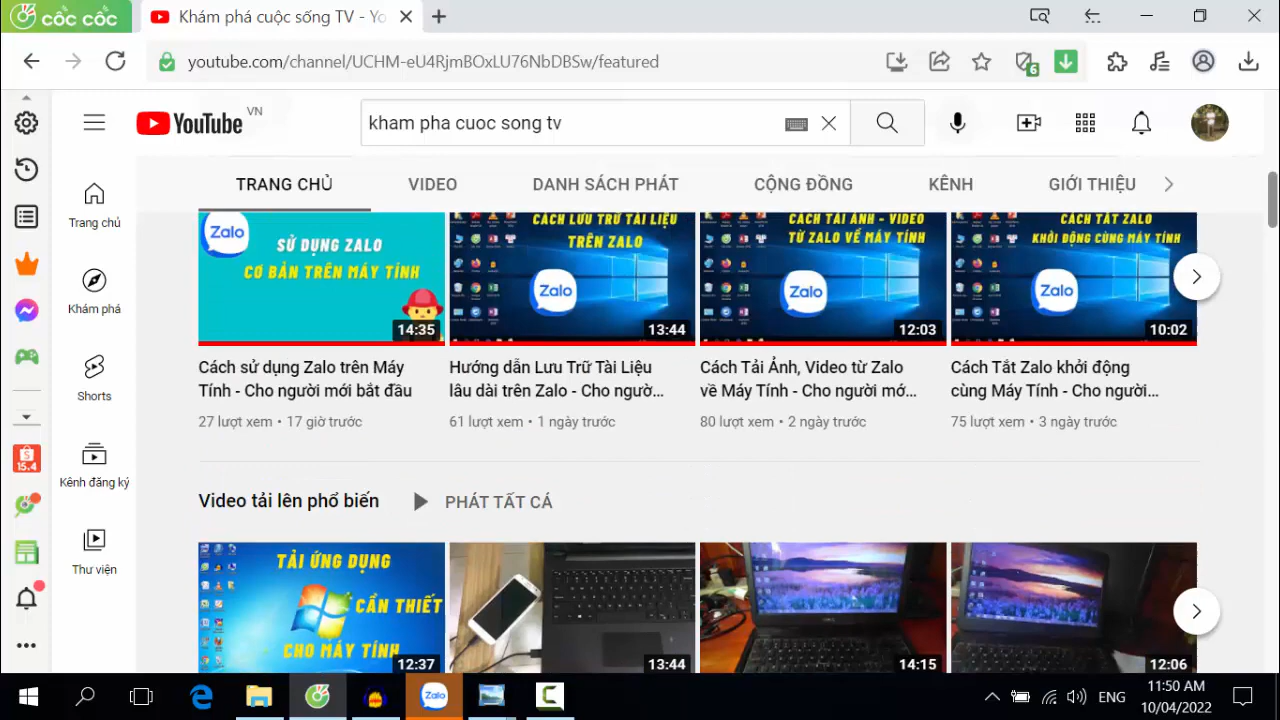 cốc cốc
Khám phá cuộc sống TV - Yo
youtube.com/channel/UCHM-eU4RjmBOxLU76NbDBSw/featured
6
YouTube VN
kham pha cuoc song tv
TRANG CHỦ VIDEO DANH SÁCH PHÁT CỘNG ĐỒNG KÊNH GIỚI THIỆU
Trang chủ
Khám phá
Shorts
Kênh đăng ký
Thư viện
15.4
Zalo
SỬ DỤNG ZALO
CƠ BẢN TRÊN MÁY TÍNH
14:35
CÁCH LƯU TRỮ TÀI LIỆU
TRÊN ZALO
Zalo
13:44
CÁCH TẢI ẢNH - VIDEO
TỪ ZALO VỀ MÁY TÍNH
Zalo
12:03
CÁCH TẮT ZALO
KHỞI ĐỘNG CÙNG MÁY TÍNH
Zalo
10:02
Cách sử dụng Zalo trên Máy
Tính - Cho người mới bắt đầu
27 lượt xem • 17 giờ trước
Hướng dẫn Lưu Trữ Tài Liệu
lâu dài trên Zalo - Cho ngườ...
61 lượt xem • 1 ngày trước
Cách Tải Ảnh, Video từ Zalo
về Máy Tính - Cho người mớ...
80 lượt xem • 2 ngày trước
Cách Tắt Zalo khởi động
cùng Máy Tính - Cho người...
75 lượt xem • 3 ngày trước
Video tải lên phổ biến PHÁT TẤT CẢ
TẢI ỨNG DỤNG
CẦN THIẾT
CHO MÁY TÍNH
12:37
13:44
14:15
12:06
Zalo
ENG
11:50 AM
10/04/2022